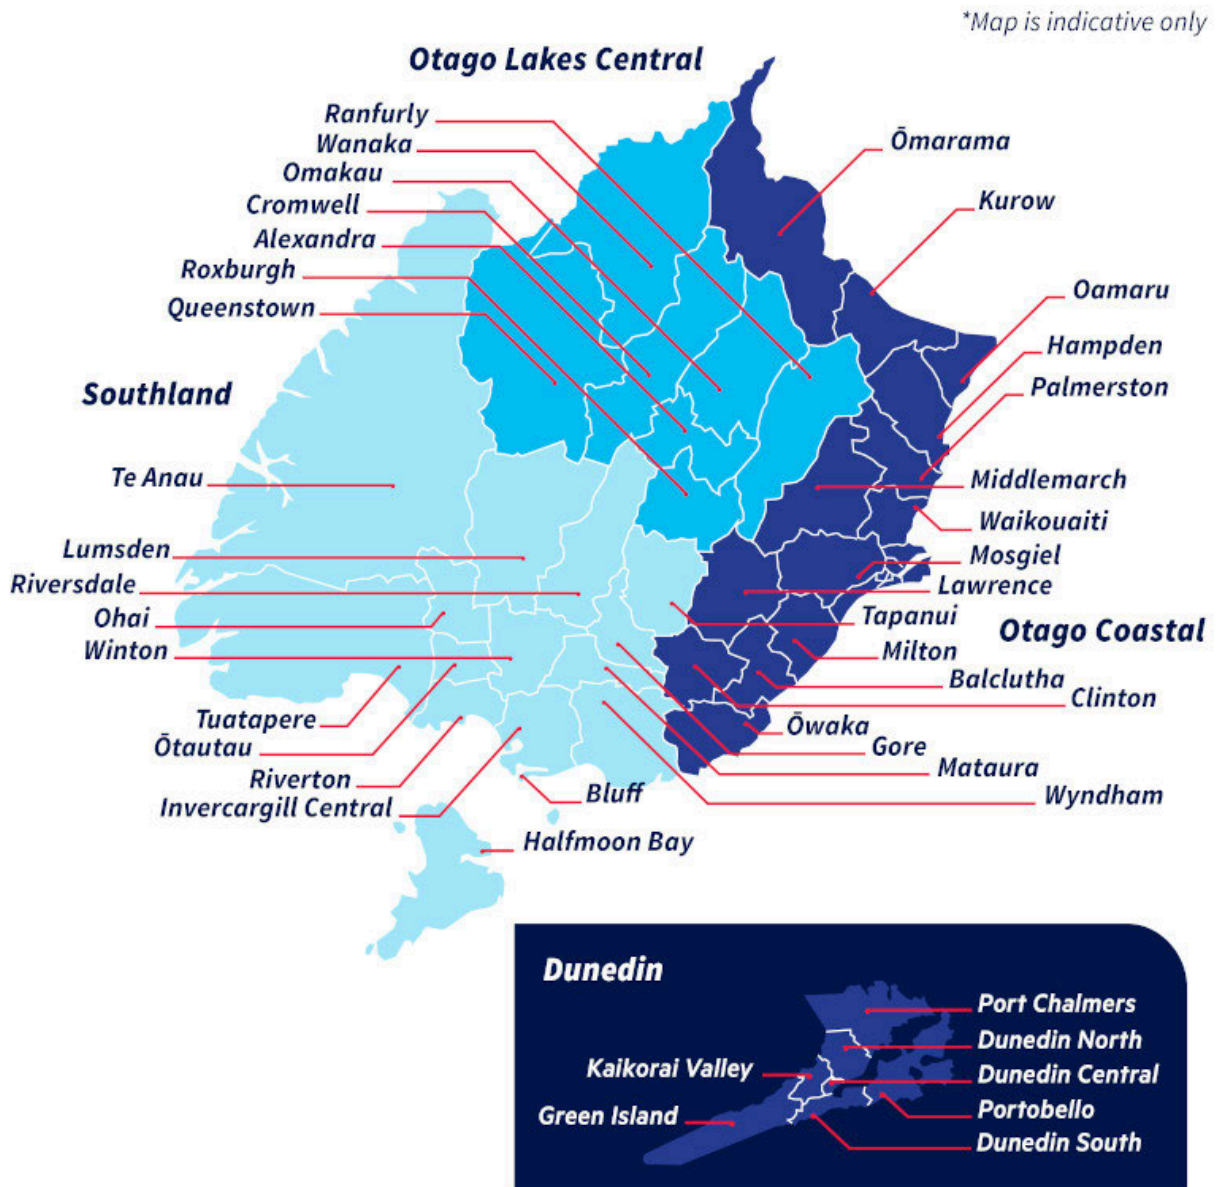 *Map is indicative only
Otago Lakes Central
Ranfurly
Wanaka
Omakau
Cromwell
Alexandra
Roxburgh
Queenstown
Ōmarama
Kurow
Oamaru
Hampden
Palmerston
Southland
Te Anau
Middlemarch
Waikouaiti
Lumsden
Mosgiel
Riversdale
Lawrence
Ohai
Tapanui
Otago Coastal
Winton
Milton
Balclutha
Clinton
Tuatapere
Ōwaka
Ōtautau
Gore
Riverton
Mataura
Invercargill Central
Bluff
Wyndham
Halfmoon Bay
Dunedin
Port Chalmers
Dunedin North
Kaikorai Valley
Dunedin Central
Green Island
Portobello
Dunedin South